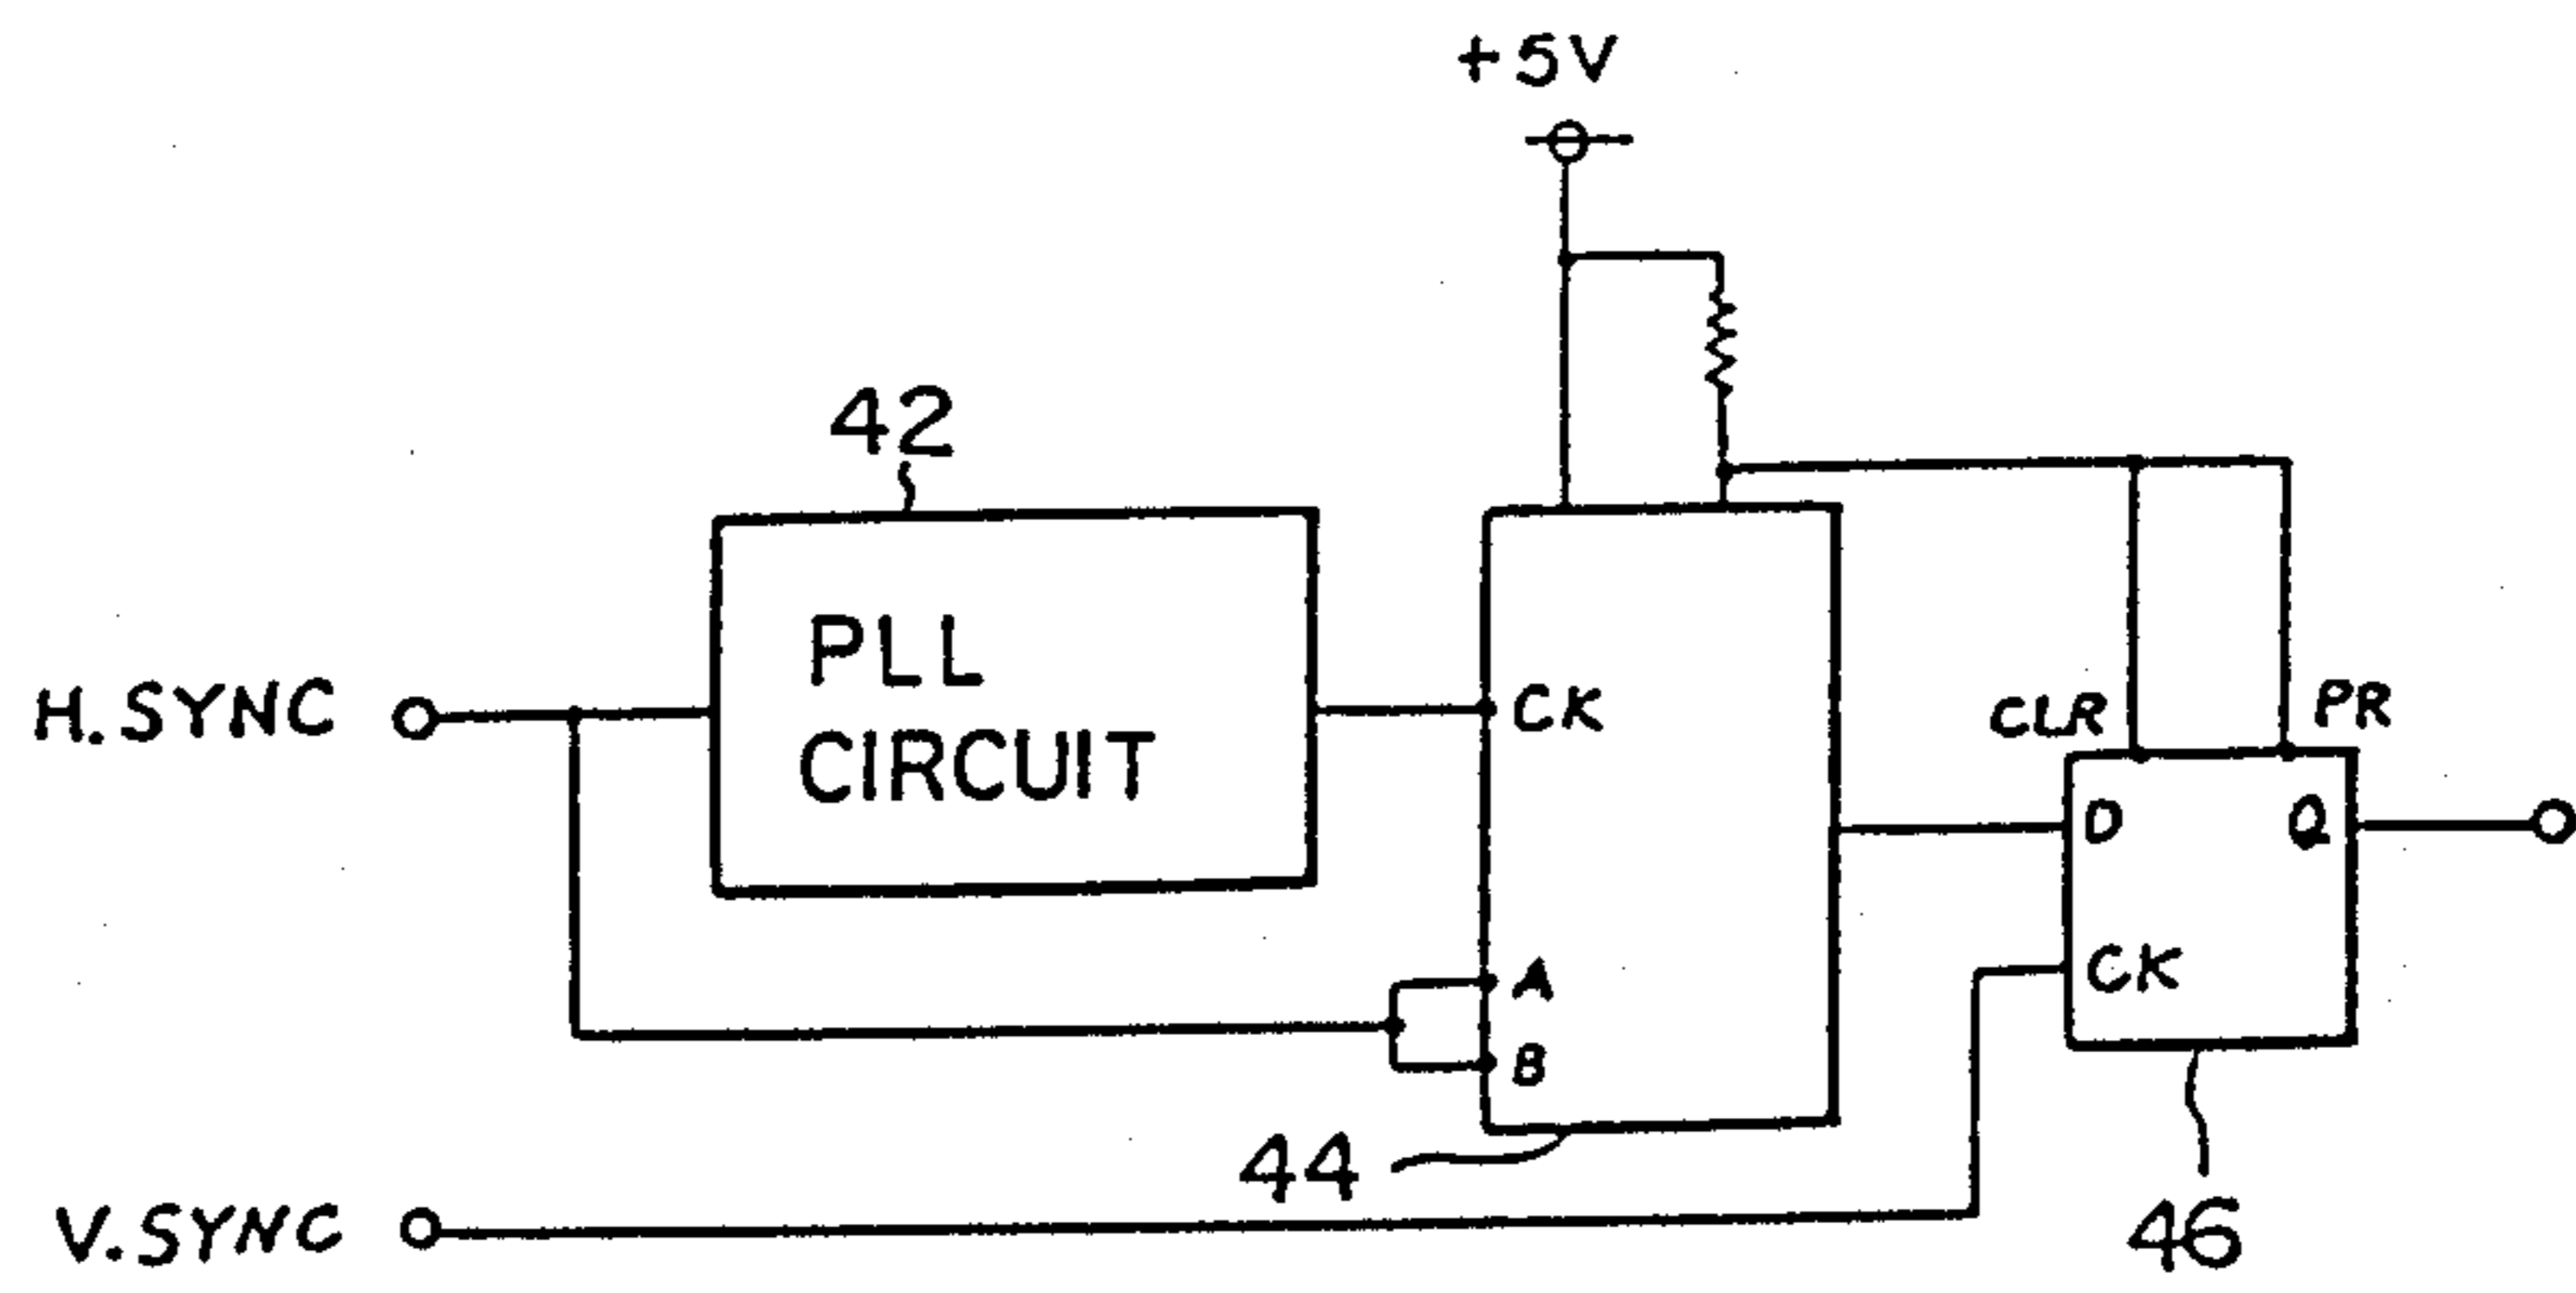 +5V
42
PLL
CIRCUIT
H. SYNC
CK
CLR
PR
D
Q
CK
A
B
44
V. SYNC
46